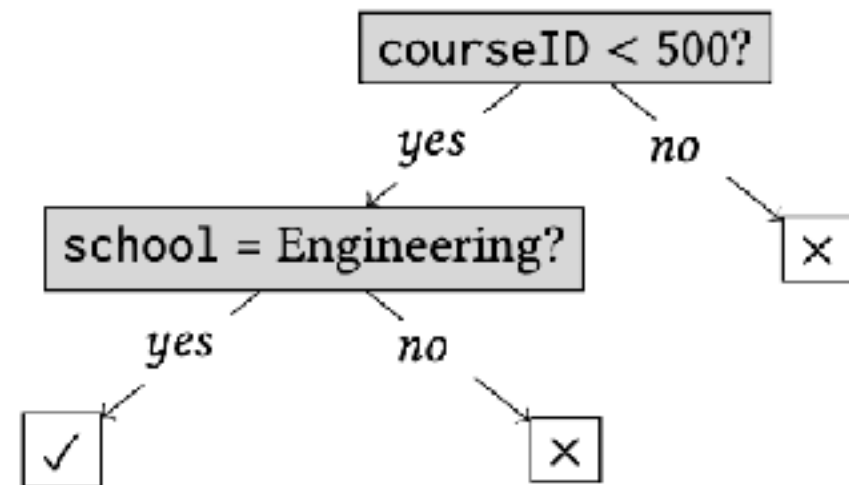 courseID < 500?
yes
no
school = Engineering?
×
yes
no
✓
×